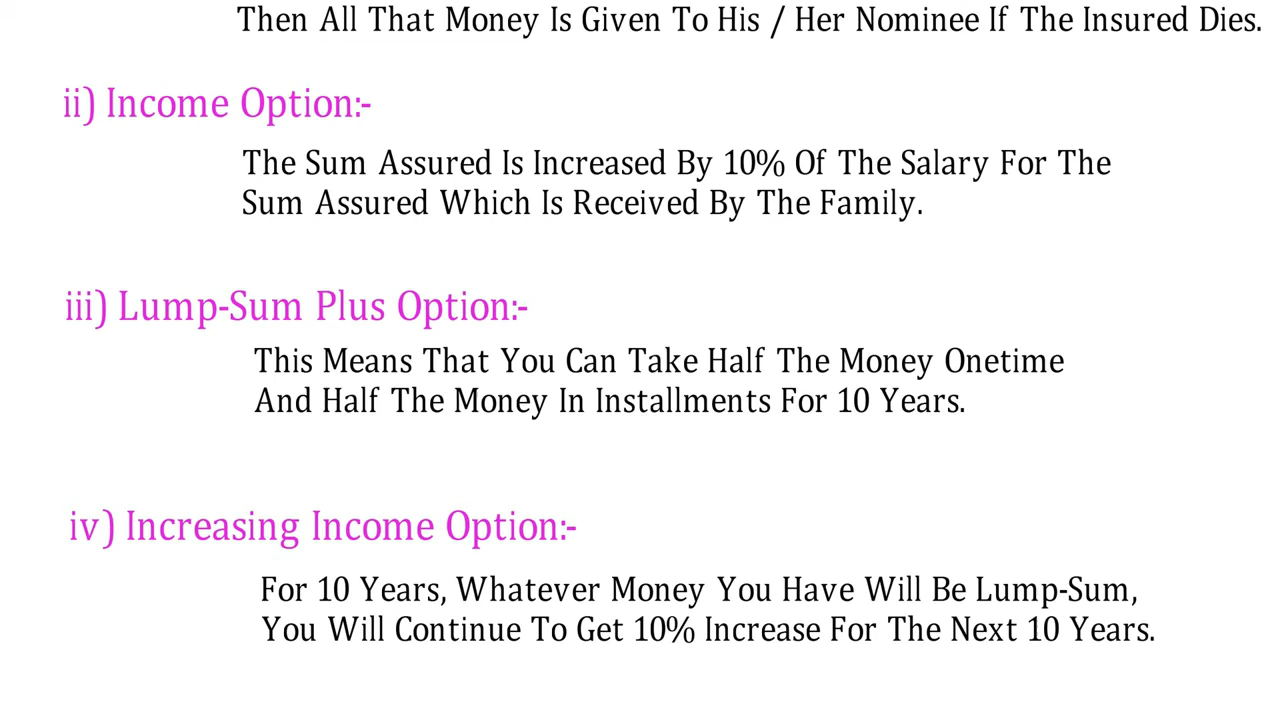 Then All That Money Is Given To His / Her Nominee If The Insured Dies.
ii) Income Option:-
The Sum Assured Is Increased By 10% Of The Salary For The
Sum Assured Which Is Received By The Family.
iii) Lump-Sum Plus Option:-
This Means That You Can Take Half The Money Onetime
And Half The Money In Installments For 10 Years.
iv) Increasing Income Option:-
For 10 Years, Whatever Money You Have Will Be Lump-Sum,
You Will Continue To Get 10% Increase For The Next 10 Years.